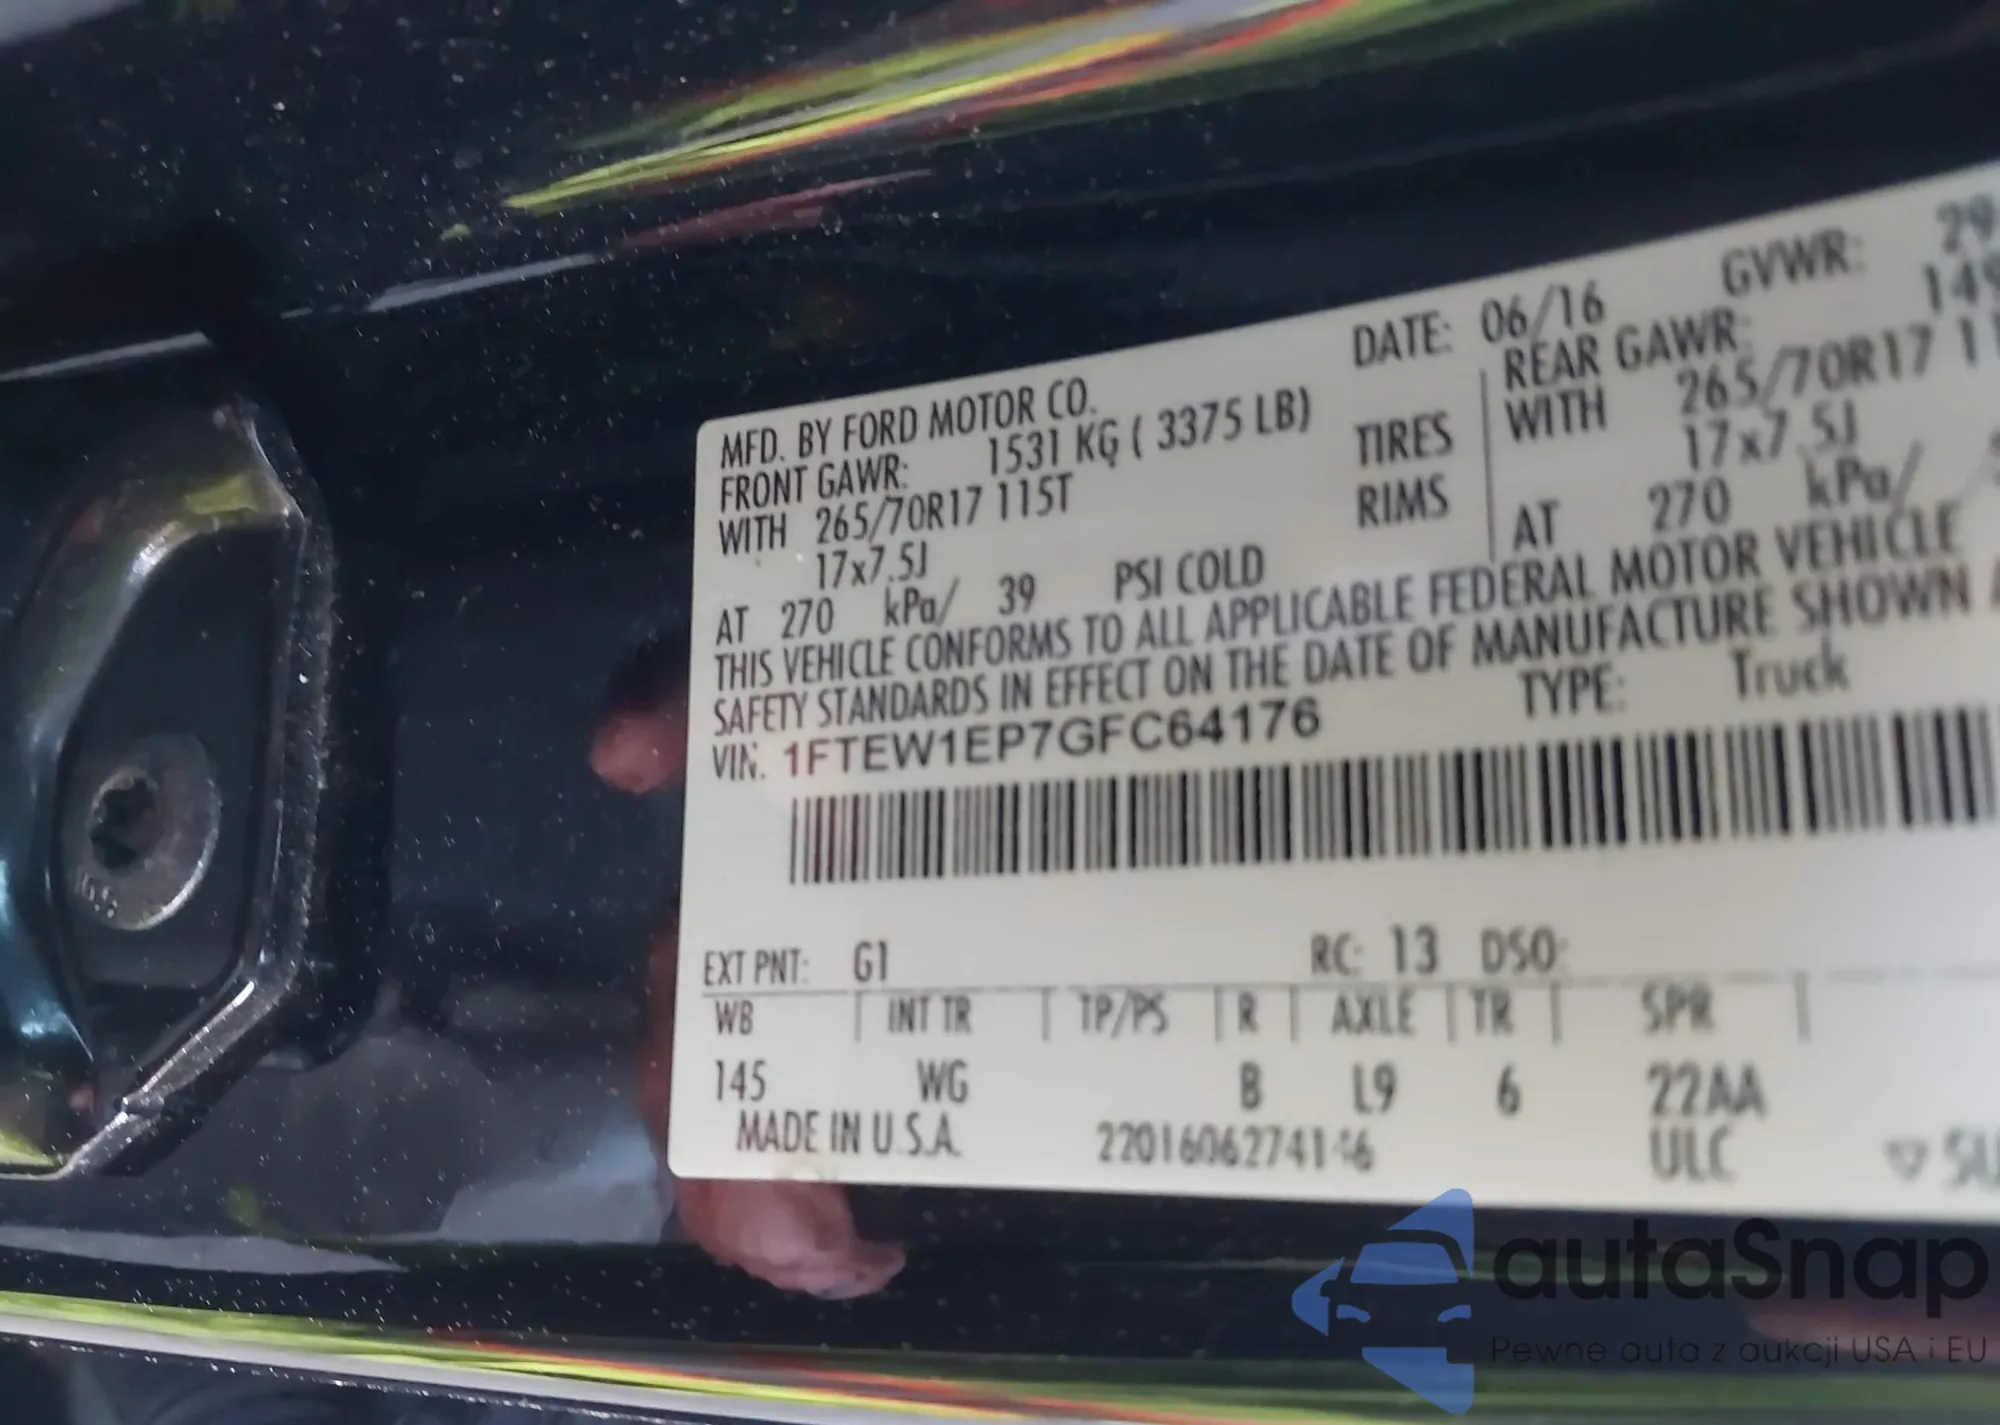 DATE: 06/16 GVWR: 29
MFD. BY FORD MOTOR CO.
FRONT GAWR: 1531 KG ( 3375 LB) REAR GAWR: 149
WITH 265/70R17 115T TIRES WITH 265/70R17 11
17x7.5J RIMS 17x7.5J
AT 270 kPa/ 39 PSI COLD AT 270 kPa/
THIS VEHICLE CONFORMS TO ALL APPLICABLE FEDERAL MOTOR VEHICLE
SAFETY STANDARDS IN EFFECT ON THE DATE OF MANUFACTURE SHOWN
VIN: 1FTEW1EP7GFC64176 TYPE: Truck
EXT PNT: G1 RC: 13 DSO:
WB INT TR TP/PS R AXLE TR SPR
145 WG B L9 6 22AA
MADE IN U.S.A. ULC
autaSnap
Pewne auta z aukcji USA i EU